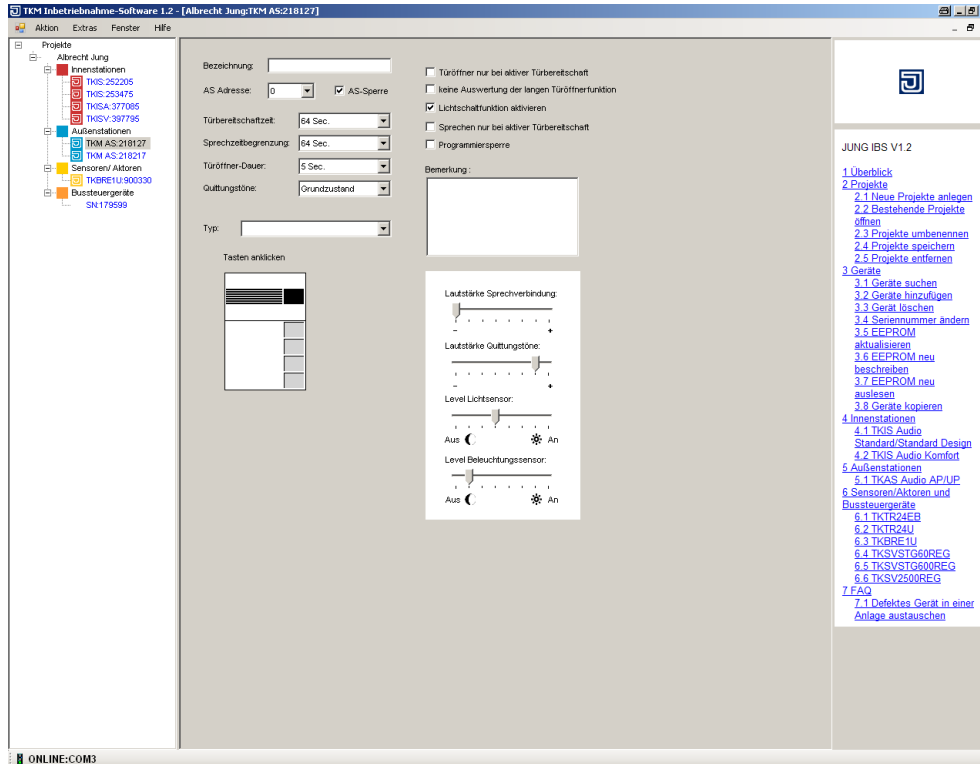 TKM Inbetriebnahme-Software 1.2 - [Albrecht Jung:TKM AS:218127]
Aktion Extras Fenster Hilfe
Projekte
Albrecht Jung
Innenstationen
TKIS:252205
TKIS:253475
TKISA:377085
TKISV:397795
Außenstationen
TKM AS:218127
TKM AS:218217
Sensoren/ Aktoren
TKBRE1U:900330
Bussteuergeräte
SN:179599
Bezeichnung:
AS Adresse: 0 AS-Sperre
Türbereitschaftzeit: 64 Sec.
Sprechzeitbegrenzung: 64 Sec.
Türöffner-Dauer: 5 Sec.
Quittungstöne: Grundzustand
Typ:
Tasten anklicken
Türöffner nur bei aktiver Türbereitschaft
keine Auswertung der langen Türöffnerfunktion
Lichtschaltfunktion aktivieren
Sprechen nur bei aktiver Türbereitschaft
Programmiersperre
Bemerkung :
Lautstärke Sprechverbindung:
- +
Lautstärke Quittungstöne:
- +
Level Lichtsensor:
Aus An
Level Beleuchtungssensor:
Aus An
JUNG IBS V1.2
1 Überblick
2 Projekte
2.1 Neue Projekte anlegen
2.2 Bestehende Projekte
öffnen
2.3 Projekte umbenennen
2.4 Projekte speichern
2.5 Projekte entfernen
3 Geräte
3.1 Geräte suchen
3.2 Geräte hinzufügen
3.3 Gerät löschen
3.4 Seriennummer ändern
3.5 EEPROM
aktualisieren
3.6 EEPROM neu
beschreiben
3.7 EEPROM neu
auslesen
3.8 Geräte kopieren
4 Innenstationen
4.1 TKIS Audio
Standard/Standard Design
4.2 TKIS Audio Komfort
5 Außenstationen
5.1 TKAS Audio AP/UP
6 Sensoren/Aktoren und
Bussteuergeräte
6.1 TKTR24EB
6.2 TKTR24U
6.3 TKBRE1U
6.4 TKSVSTG60REG
6.5 TKSVSTG600REG
6.6 TKSV2500REG
7 FAQ
7.1 Defektes Gerät in einer
Anlage austauschen
ONLINE:COM3